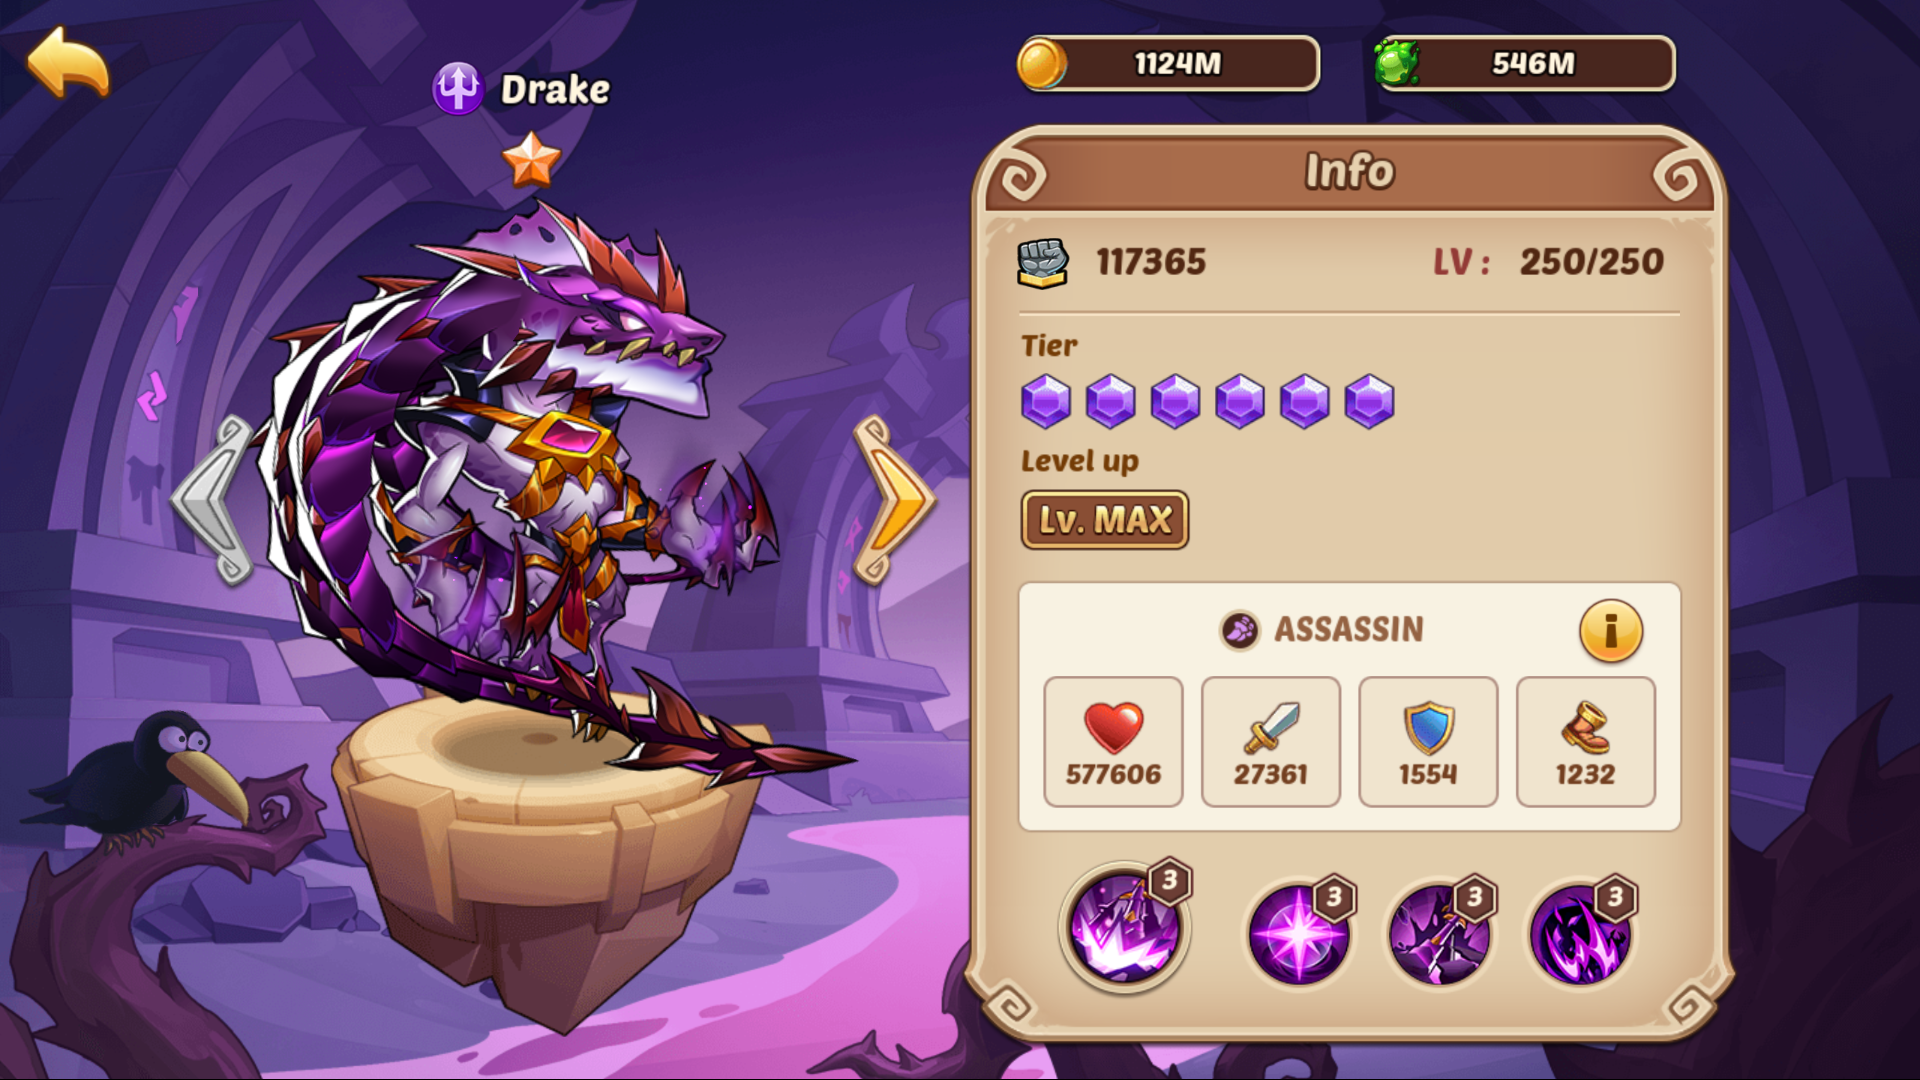 Drake
1124M
546M
Info
117365
LV : 250/250
Tier
Level up
Lv. MAX
ASSASSIN
577606
27361
1554
1232
3
3
3
3